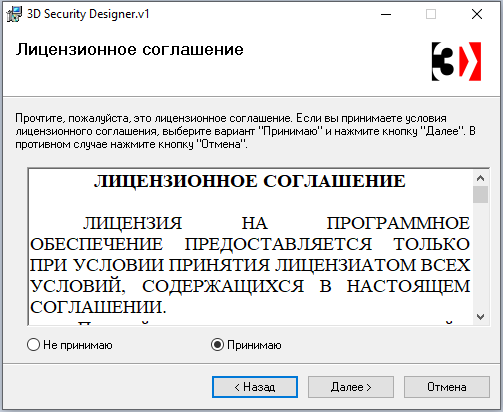 3D Security Designer.v1
Лицензионное соглашение
3D
Прочтите, пожалуйста, это лицензионное соглашение. Если вы принимаете условия
лицензионного соглашения, выберите вариант "Принимаю" и нажмите кнопку "Далее". В
противном случае нажмите кнопку "Отмена".
ЛИЦЕНЗИОННОЕ СОГЛАШЕНИЕ
ЛИЦЕНЗИЯ НА ПРОГРАММНОЕ
ОБЕСПЕЧЕНИЕ ПРЕДОСТАВЛЯЕТСЯ ТОЛЬКО
ПРИ УСЛОВИИ ПРИНЯТИЯ ЛИЦЕНЗИАТОМ ВСЕХ
УСЛОВИЙ, СОДЕРЖАЩИХСЯ В НАСТОЯЩЕМ
СОГЛАШЕНИИ.
Не принимаю Принимаю
< Назад Далее > Отмена